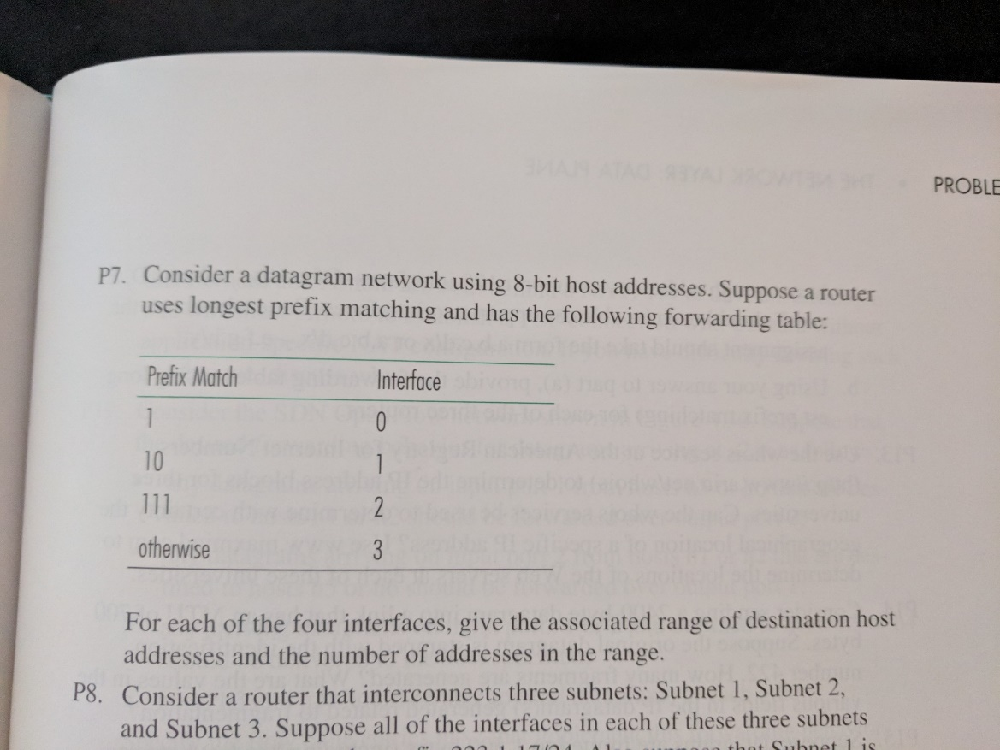 PROBLE
P7. Consider a datagram network using 8-bit host addresses. Suppose a router
uses longest prefix matching and has the following forwarding table:
Prefix Match Interface
1 0
10 1
111 2
otherwise 3
For each of the four interfaces, give the associated range of destination host
addresses and the number of addresses in the range.
P8. Consider a router that interconnects three subnets: Subnet 1, Subnet 2,
and Subnet 3. Suppose all of the interfaces in each of these three subnets
that Subnet 1 is